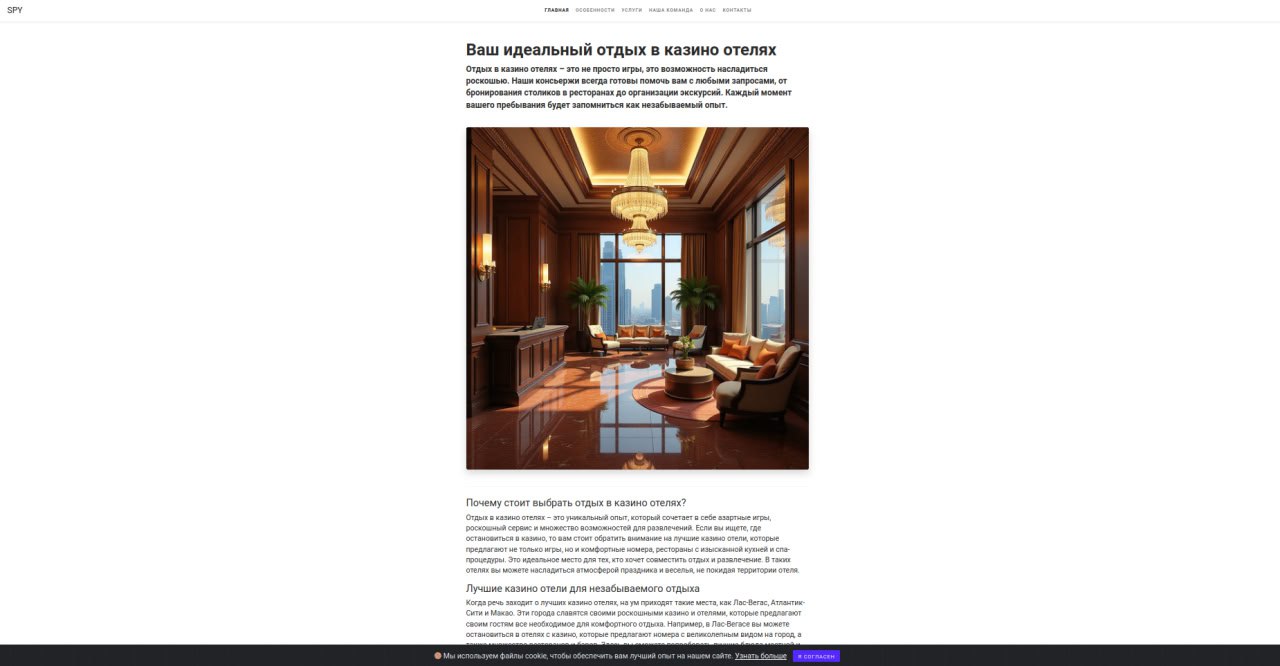 SPY
ГЛАВНАЯ ОСОБЕННОСТИ УСЛУГИ НАША КОМАНДА О НАС КОНТАКТЫ
Ваш идеальный отдых в казино отелях
Отдых в казино отелях – это не просто игры, это возможность насладиться
роскошью. Наши консьержи всегда готовы помочь вам с любыми запросами, от
бронирования столиков в ресторанах до организации экскурсий. Каждый момент
вашего пребывания будет запомниться как незабываемый опыт.
Почему стоит выбрать отдых в казино отелях?
Отдых в казино отелях – это уникальный опыт, который сочетает в себе азартные игры,
роскошный сервис и множество возможностей для развлечений. Если вы ищете, где
остановиться в казино, то вам стоит обратить внимание на лучшие казино отели, которые
предлагают не только игры, но и комфортные номера, рестораны с изысканной кухней и спа-
процедуры. Это идеальное место для тех, кто хочет совместить отдых и развлечение. В таких
отелях вы можете насладиться атмосферой праздника и веселья, не покидая территории отеля.
Лучшие казино отели для незабываемого отдыха
Когда речь заходит о лучших казино отелях, на ум приходят такие места, как Лас-Вегас, Атлантик-
Сити и Макао. Эти города славятся своими роскошными казино и отелями, которые предлагают
своим гостям все необходимое для комфортного отдыха. Например, в Лас-Вегасе вы можете
остановиться в отелях с казино, которые предлагают номера с великолепным видом на город, а
Мы используем файлы cookie, чтобы обеспечить вам лучший опыт на нашем сайте. Узнать больше Я СОГЛАСЕН